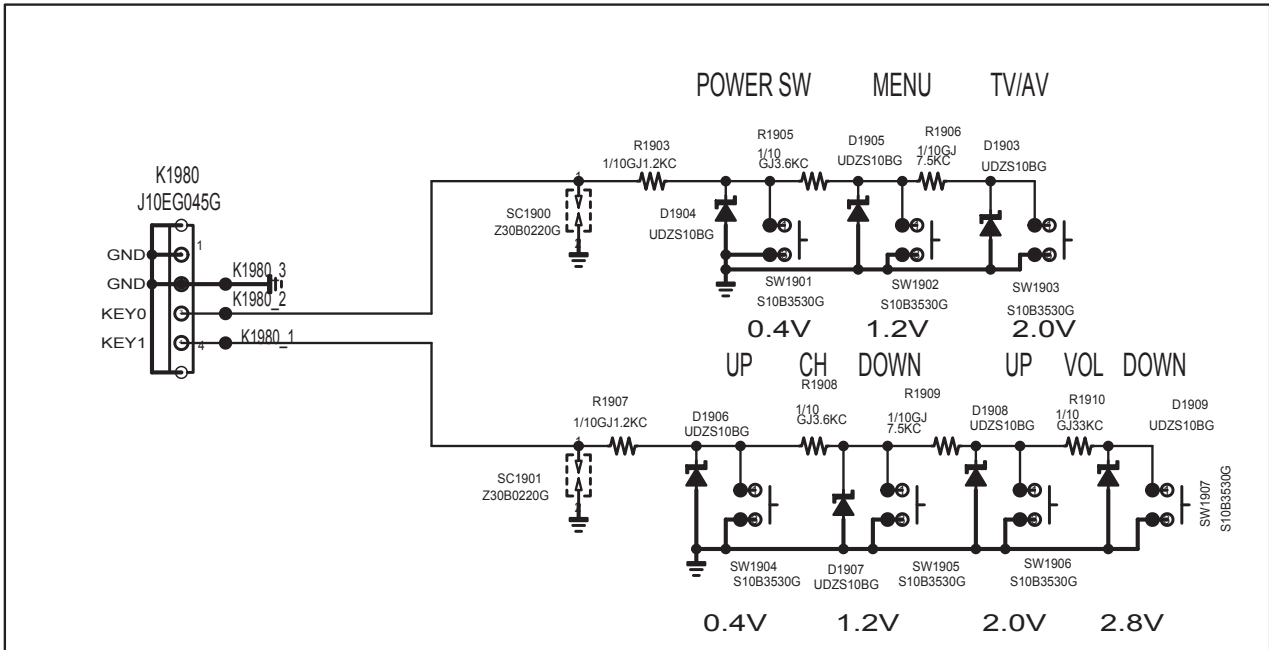 POWER SW MENU TV/AV
R1903
1/10GJ1.2KC
R1905
1/10
GJ3.6KC
D1905
UDZS10BG
R1906
1/10GJ
7.5KC
D1903
UDZS10BG
K1980
J10EG045G
1
SC1900
Z30B0220G
1
2
D1904
UDZS10BG
GND
GND
KEY0
KEY1
1
4
K1980_3
K1980_2
K1980_1
SW1901
S10B3530G
SW1902
S10B3530G
SW1903
S10B3530G
0.4V 1.2V 2.0V
UP CH DOWN UP VOL DOWN
R1907
1/10GJ1.2KC
D1906
UDZS10BG
R1908
1/10
GJ3.6KC
R1909
1/10GJ
7.5KC
D1908
UDZS10BG
R1910
1/10
GJ33KC
D1909
UDZS10BG
SC1901
Z30B0220G
1
2
SW1907
S10B3530G
SW1904
S10B3530G
D1907
UDZS10BG
SW1905
S10B3530G
SW1906
S10B3530G
0.4V 1.2V 2.0V 2.8V